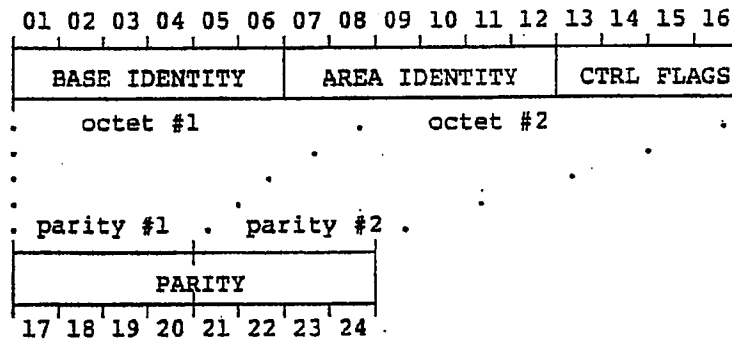 01 02 03 04 05 06 07 08 09 10 11 12 13 14 15 16
BASE IDENTITY AREA IDENTITY CTRL FLAGS
octet #1 octet #2
parity #1 parity #2
PARITY
17 18 19 20 21 22 23 24